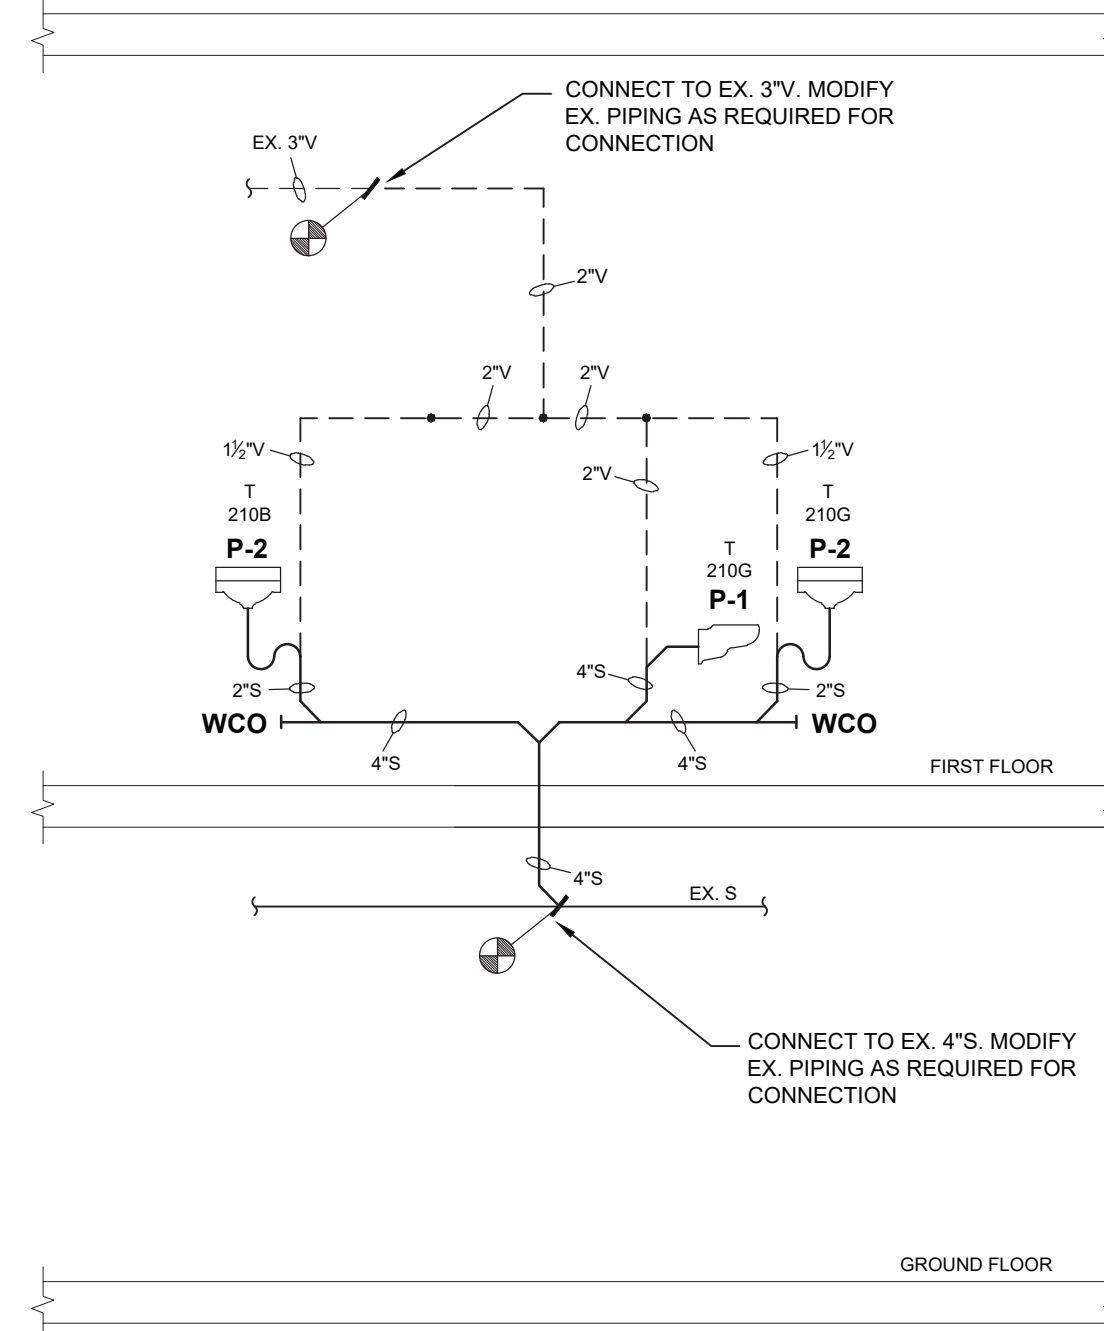 CONNECT TO EX. 3"V. MODIFY
EX. PIPING AS REQUIRED FOR
CONNECTION
EX. 3"V
2"V
2"V
2"V
1½"V
1½"V
2"V
T
210B
P-2
T
210G
P-2
T
210G
P-1
4"S
2"S
2"S
WCO
WCO
4"S
4"S
FIRST FLOOR
4"S
EX. S
CONNECT TO EX. 4"S. MODIFY
EX. PIPING AS REQUIRED FOR
CONNECTION
GROUND FLOOR